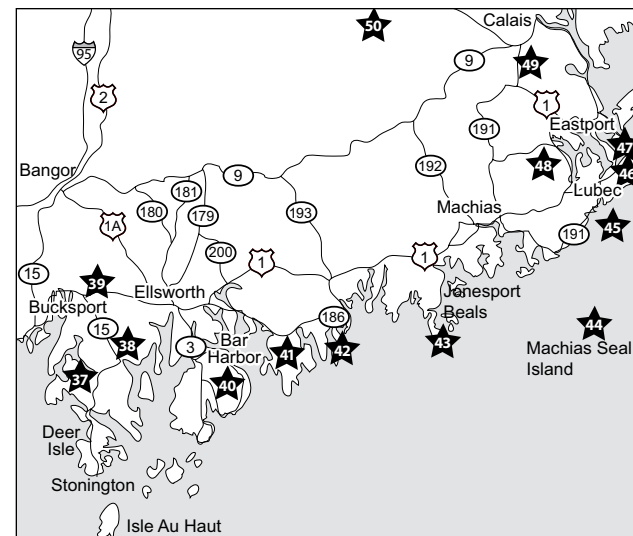 50
Calais
95
9
49
2
1
191
Eastport
47
Bangor
181
9
192
48
46
180
179
193
Lubec
Machias
1A
191
45
200
1
1
15
39
Ellsworth
Bucksport
186
Jonesport
Beals
15
38
3
Bar
Harbor
41
42
43
44
Machias Seal
Island
37
40
Deer
Isle
Stonington
Isle Au Haut